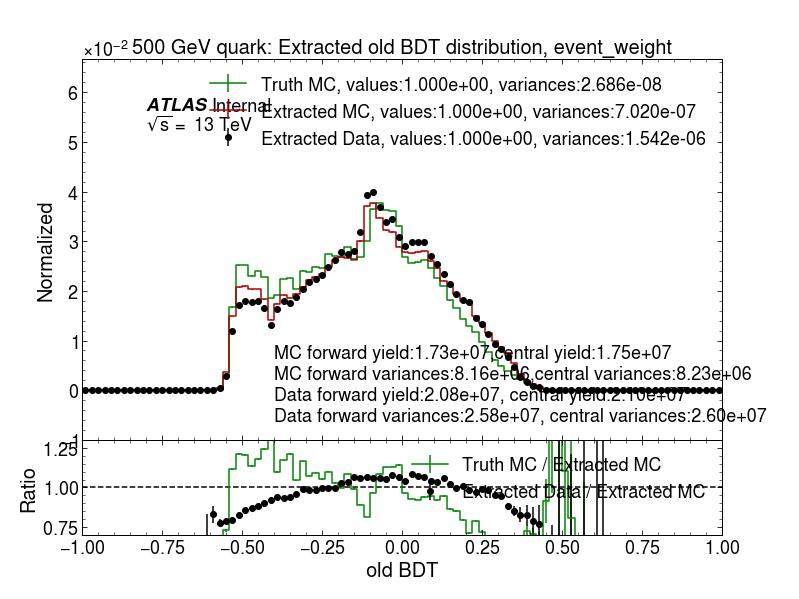 ×10⁻² 500 GeV quark: Extracted old BDT distribution, event_weight
Truth MC, values:1.000e+00, variances:2.686e-08
ATLAS Internal
Extracted MC, values:1.000e+00, variances:7.020e-07
√s = 13 TeV
Extracted Data, values:1.000e+00, variances:1.542e-06
6
5
4
3
2
1
0
−1
Normalized
MC forward yield:1.73e+07,central yield:1.75e+07
MC forward variances:8.16e+06,central variances:8.23e+06
Data forward yield:2.08e+07, central yield:2.10e+07
Data forward variances:2.58e+07, central variances:2.60e+07
1.25
1.00
0.75
Ratio
Truth MC / Extracted MC
Extracted Data / Extracted MC
−1.00 −0.75 −0.50 −0.25 0.00 0.25 0.50 0.75 1.00
old BDT